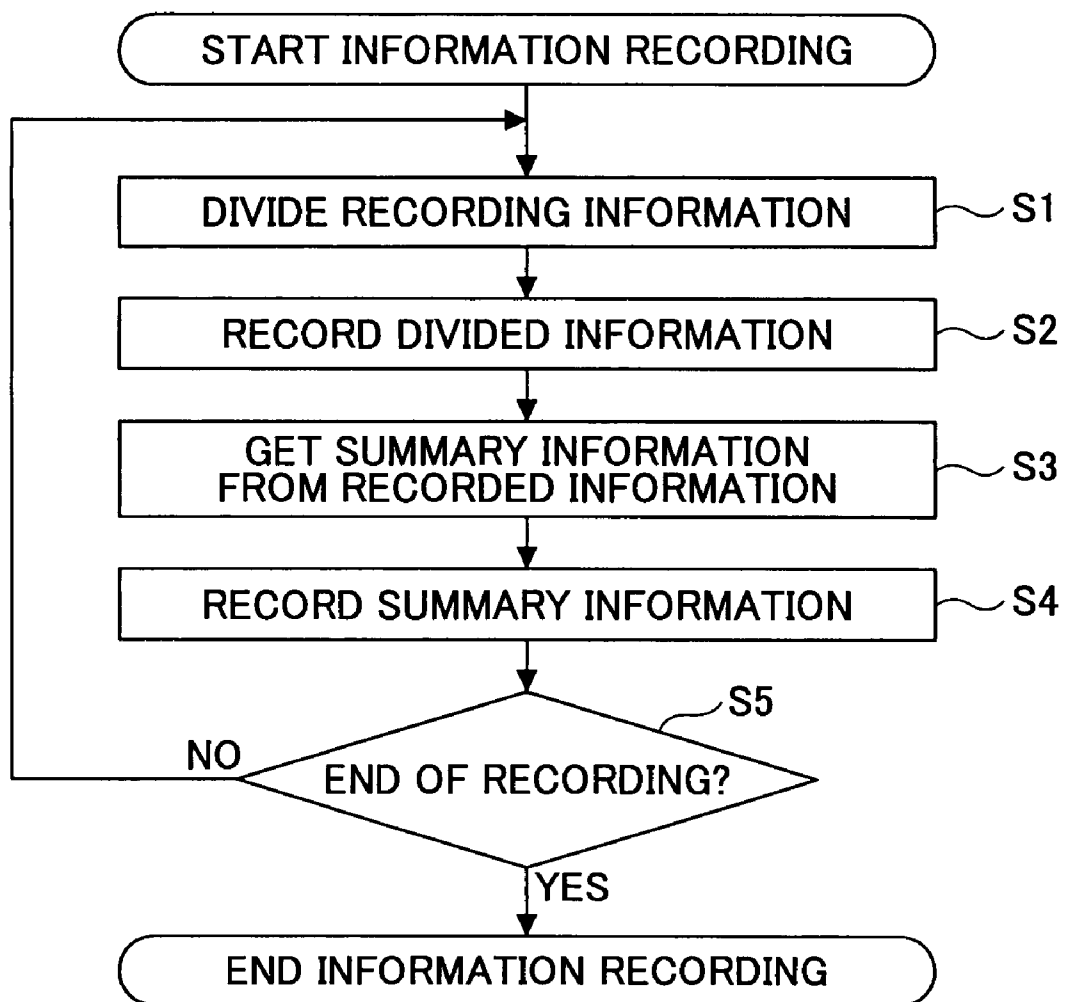 START INFORMATION RECORDING
DIVIDE RECORDING INFORMATION
S1
RECORD DIVIDED INFORMATION
S2
GET SUMMARY INFORMATION
FROM RECORDED INFORMATION
S3
RECORD SUMMARY INFORMATION
S4
S5
NO
END OF RECORDING?
YES
END INFORMATION RECORDING